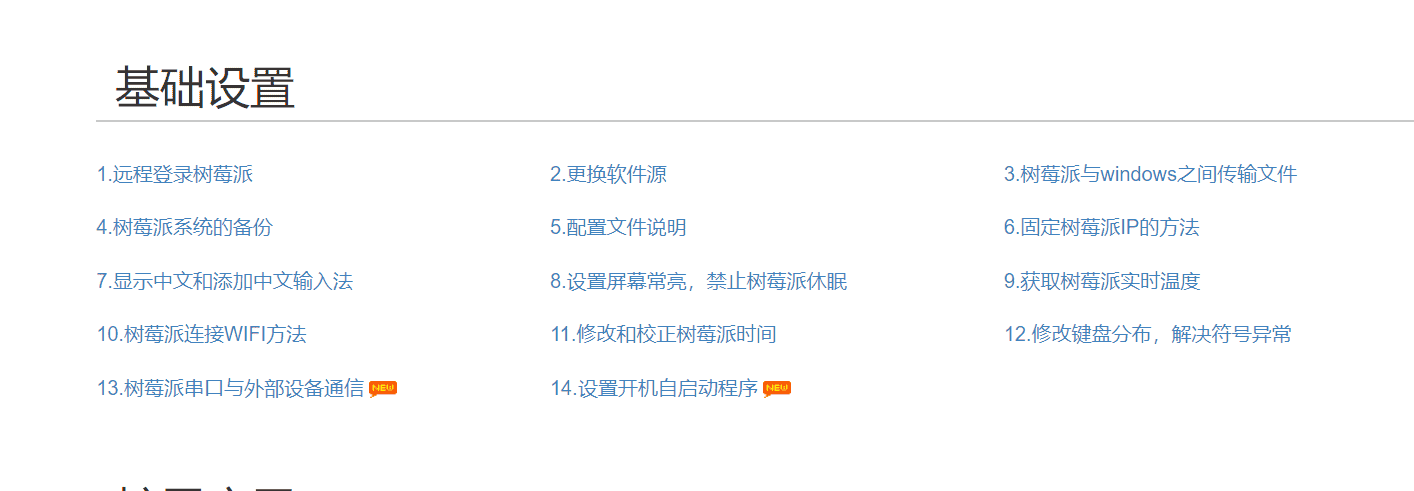 基础设置
1.远程登录树莓派 2.更换软件源 3.树莓派与windows之间传输文件
4.树莓派系统的备份 5.配置文件说明 6.固定树莓派IP的方法
7.显示中文和添加中文输入法 8.设置屏幕常亮，禁止树莓派休眠 9.获取树莓派实时温度
10.树莓派连接WIFI方法 11.修改和校正树莓派时间 12.修改键盘分布，解决符号异常
13.树莓派串口与外部设备通信 NEW 14.设置开机自启动程序 NEW